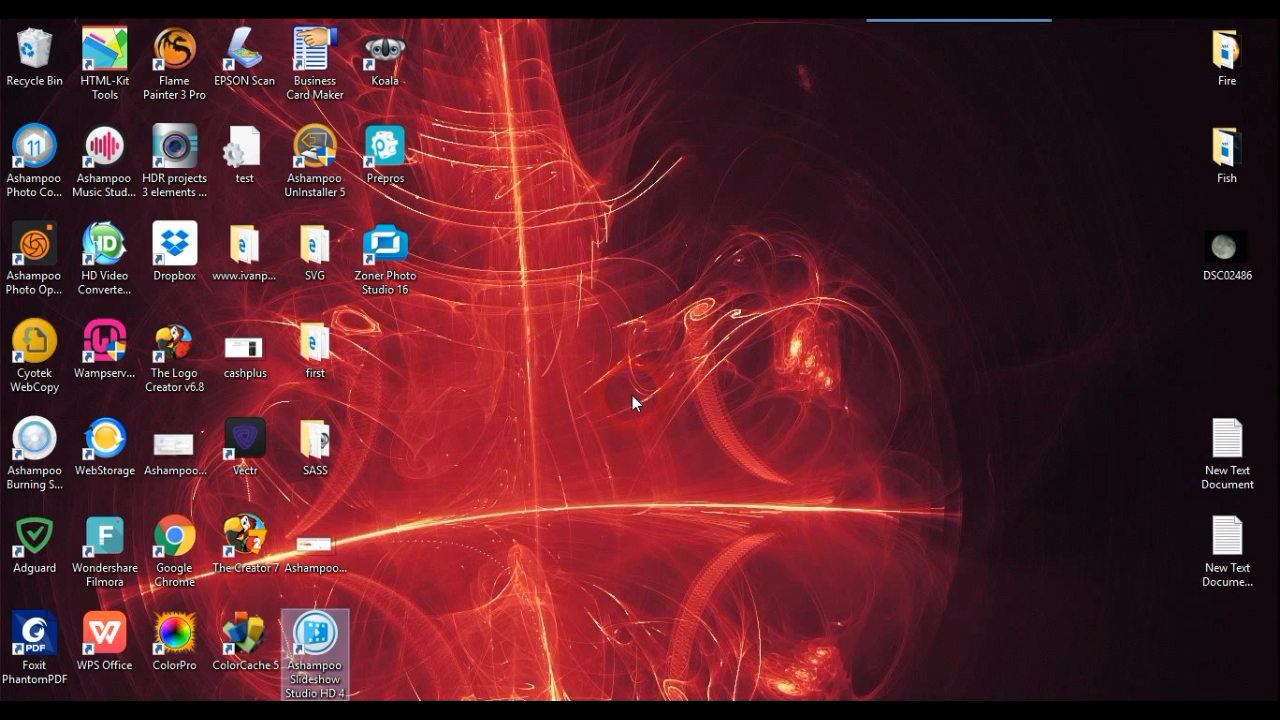 Recycle Bin
HTML-Kit
Tools
Flame
Painter 3 Pro
EPSON Scan
Business
Card Maker
Koala
Fire
Ashampoo
Photo Co...
Ashampoo
Music Stud...
HDR projects
3 elements ...
test
Ashampoo
UnInstaller 5
Prepros
Fish
Ashampoo
Photo Op...
HD Video
Converte...
Dropbox
www.ivanp...
SVG
Zoner Photo
Studio 16
DSC02486
Cyotek
WebCopy
Wampserv...
The Logo
Creator v6.8
cashplus
first
Ashampoo
Burning S...
WebStorage
Ashampoo...
Vectr
SASS
New Text
Document
Adguard
Wondershare
Filmora
Google
Chrome
The Creator 7
Ashampoo...
New Text
Docume...
Foxit
PhantomPDF
WPS Office
ColorPro
ColorCache 5
Ashampoo
Slideshow
Studio HD 4
11
HD
F
PDF
W
2